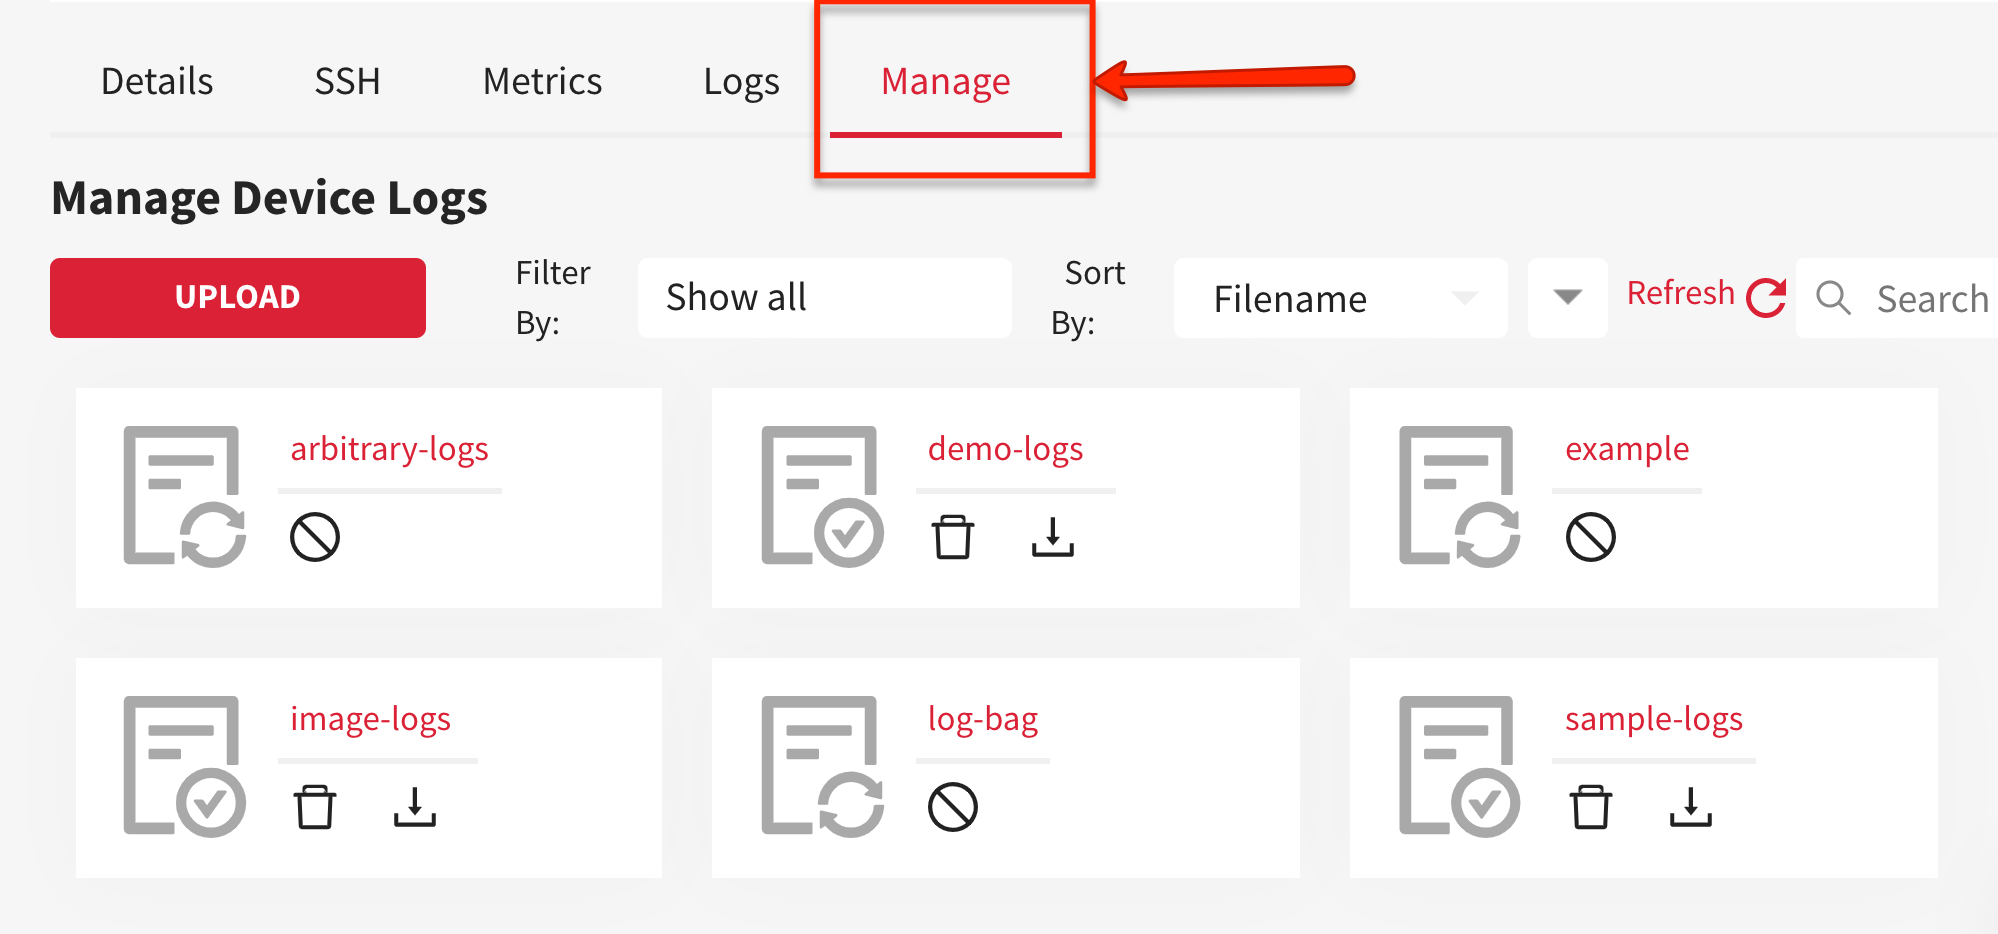 Details SSH Metrics Logs Manage
Manage Device Logs
UPLOAD Filter By: Show all Sort By: Filename Refresh Search
arbitrary-logs demo-logs example
image-logs log-bag sample-logs